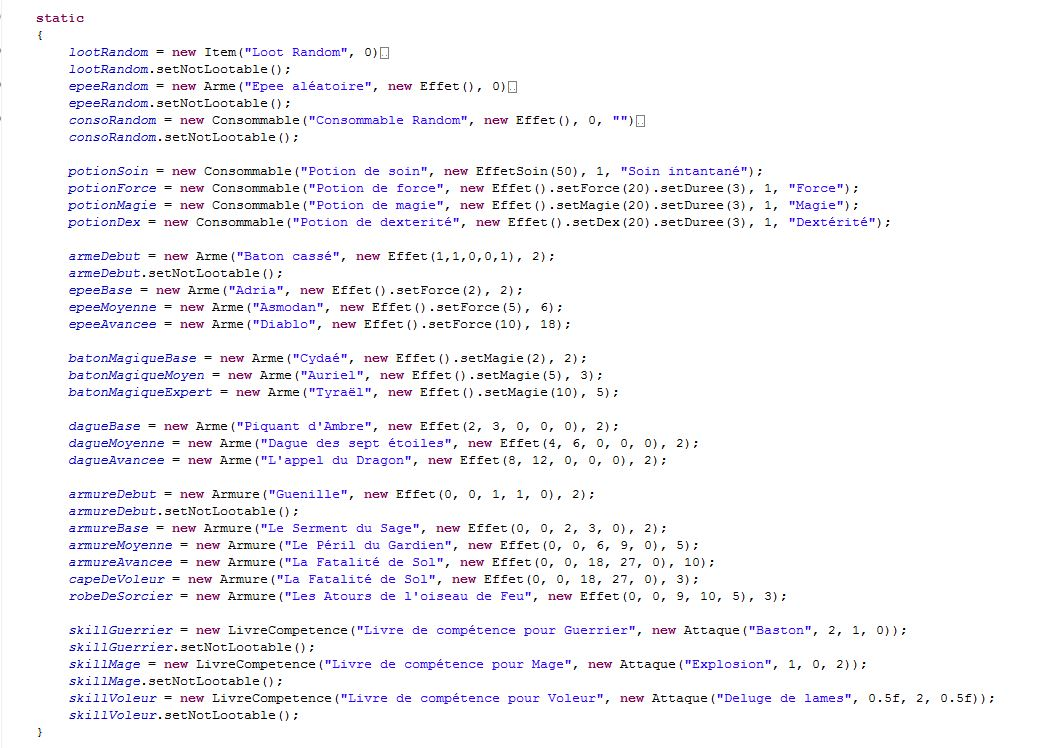 static
{
lootRandom = new Item("Loot Random", 0)
lootRandom.setNotLootable();
epeeRandom = new Arme("Epee aléatoire", new Effet(), 0)
epeeRandom.setNotLootable();
consoRandom = new Consommable("Consommable Random", new Effet(), 0, "")
consoRandom.setNotLootable();
potionSoin = new Consommable("Potion de soin", new EffetSoin(50), 1, "Soin intantané");
potionForce = new Consommable("Potion de force", new Effet().setForce(20).setDuree(3), 1, "Force");
potionMagie = new Consommable("Potion de magie", new Effet().setMagie(20).setDuree(3), 1, "Magie");
potionDex = new Consommable("Potion de dexterité", new Effet().setDex(20).setDuree(3), 1, "Dextérité");
armeDebut = new Arme("Baton cassé", new Effet(1,1,0,0,1), 2);
armeDebut.setNotLootable();
epeeBase = new Arme("Adria", new Effet().setForce(2), 2);
epeeMoyenne = new Arme("Asmodan", new Effet().setForce(5), 6);
epeeAvancee = new Arme("Diablo", new Effet().setForce(10), 18);
batonMagiqueBase = new Arme("Cydaé", new Effet().setMagie(2), 2);
batonMagiqueMoyen = new Arme("Auriel", new Effet().setMagie(5), 3);
batonMagiqueExpert = new Arme("Tyraël", new Effet().setMagie(10), 5);
dagueBase = new Arme("Piquant d'Ambre", new Effet(2, 3, 0, 0, 0), 2);
dagueMoyenne = new Arme("Dague des sept étoiles", new Effet(4, 6, 0, 0, 0), 2);
dagueAvancee = new Arme("L'appel du Dragon", new Effet(8, 12, 0, 0, 0), 2);
armureDebut = new Armure("Guenille", new Effet(0, 0, 1, 1, 0), 2);
armureDebut.setNotLootable();
armureBase = new Armure("Le Serment du Sage", new Effet(0, 0, 2, 3, 0), 2);
armureMoyenne = new Armure("Le Péril du Gardien", new Effet(0, 0, 6, 9, 0), 5);
armureAvancee = new Armure("La Fatalité de Sol", new Effet(0, 0, 18, 27, 0), 10);
capeDeVoleur = new Armure("La Fatalité de Sol", new Effet(0, 0, 18, 27, 0), 3);
robeDeSorcier = new Armure("Les Atours de l'oiseau de Feu", new Effet(0, 0, 9, 10, 5), 3);
skillGuerrier = new LivreCompetence("Livre de compétence pour Guerrier", new Attaque("Baston", 2, 1, 0));
skillGuerrier.setNotLootable();
skillMage = new LivreCompetence("Livre de compétence pour Mage", new Attaque("Explosion", 1, 0, 2));
skillMage.setNotLootable();
skillVoleur = new LivreCompetence("Livre de compétence pour Voleur", new Attaque("Deluge de lames", 0.5f, 2, 0.5f));
skillVoleur.setNotLootable();
}